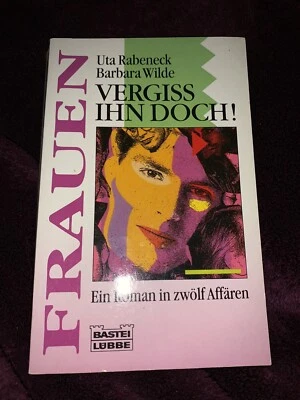 FRAUEN
Uta Rabeneck
Barbara Wilde
VERGISS
IHN DOCH!
Ein Roman in zwölf Affären
BASTEI
LÜBBE